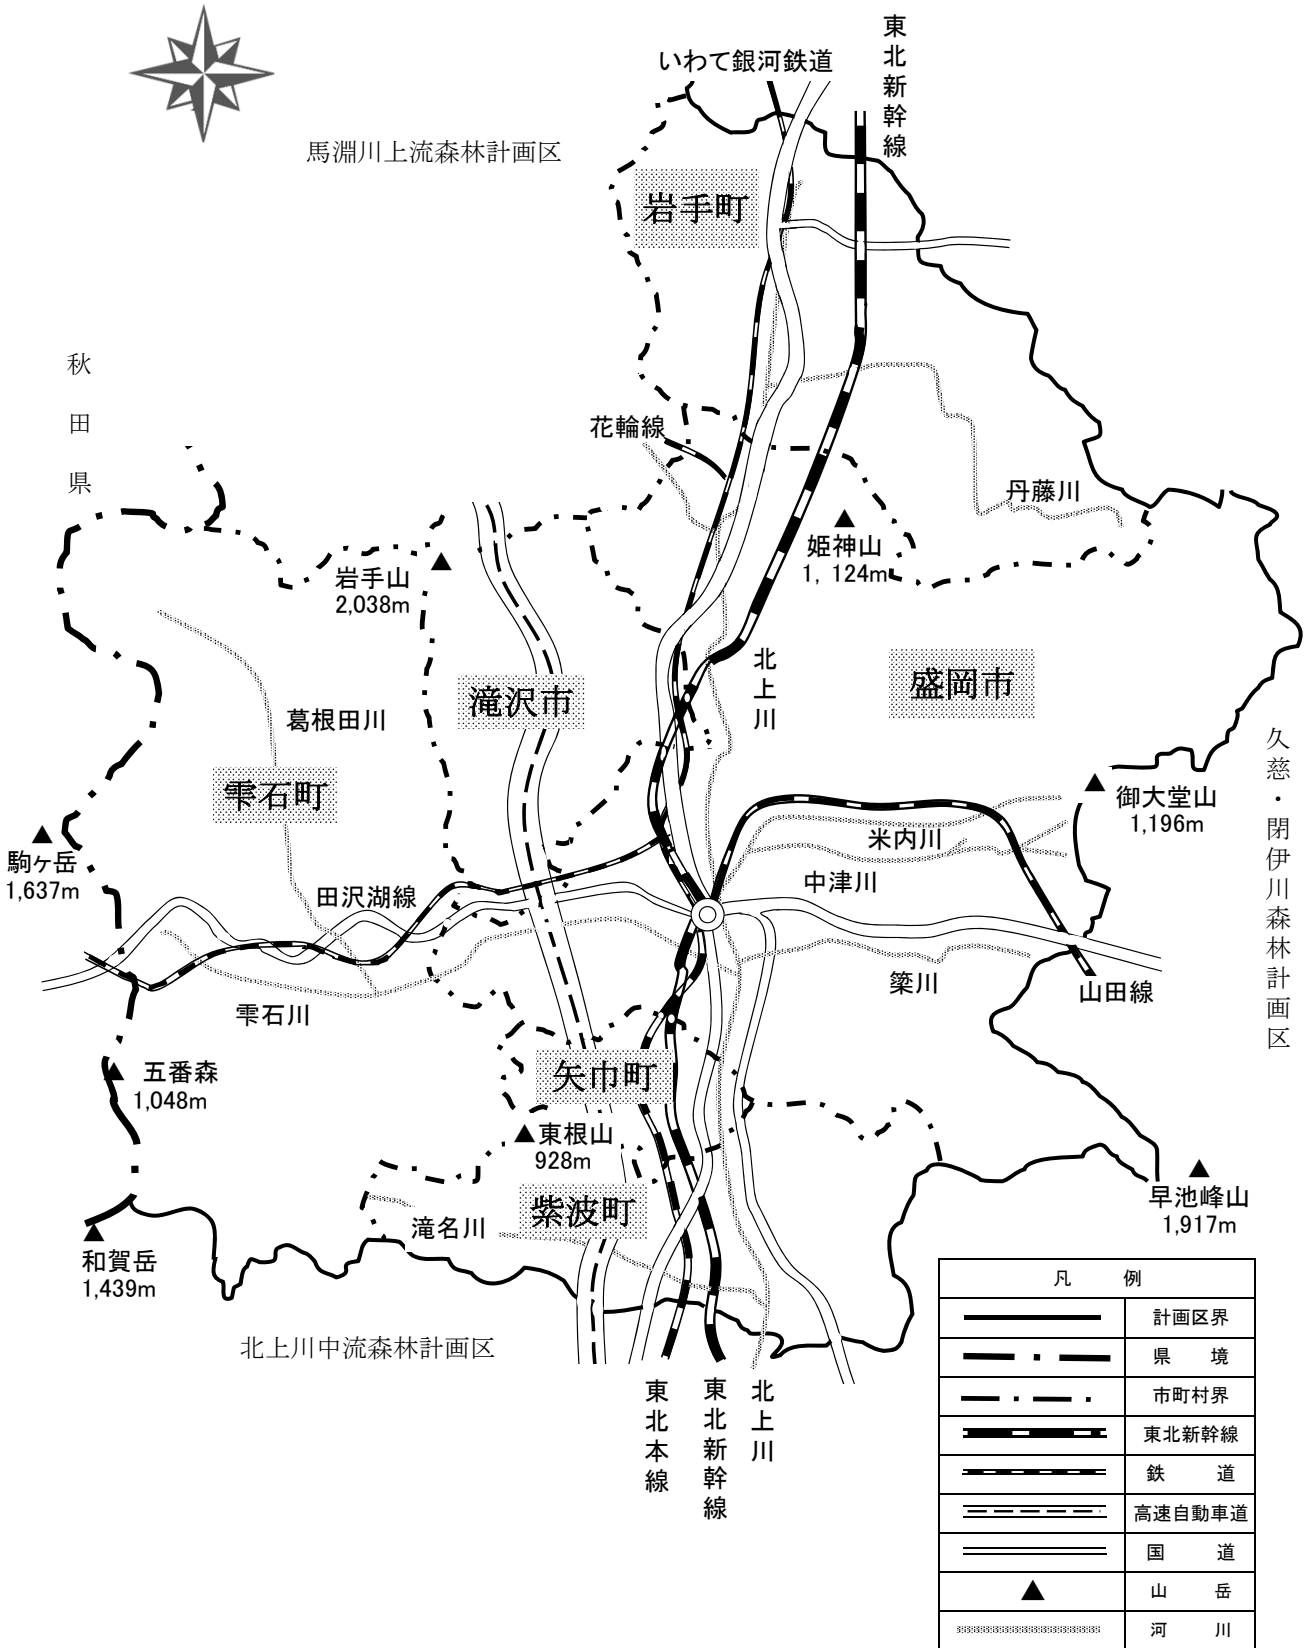 東北新幹線
いわて銀河鉄道
馬淵川上流森林計画区
岩手町
秋田県
花輪線
丹藤川
姫神山
1,124m
岩手山
2,038m
北上川
盛岡市
滝沢市
葛根田川
久慈・閉伊川森林計画区
雫石町
御大堂山
1,196m
米内川
駒ヶ岳
1,637m
中津川
田沢湖線
簗川
山田線
雫石川
五番森
1,048m
矢巾町
東根山
928m
早池峰山
1,917m
紫波町
滝名川
和賀岳
1,439m
北上川中流森林計画区
東北本線
東北新幹線
北上川
凡 例
計画区界
県 境
市町村界
東北新幹線
鉄 道
高速自動車道
国 道
山 岳
河 川